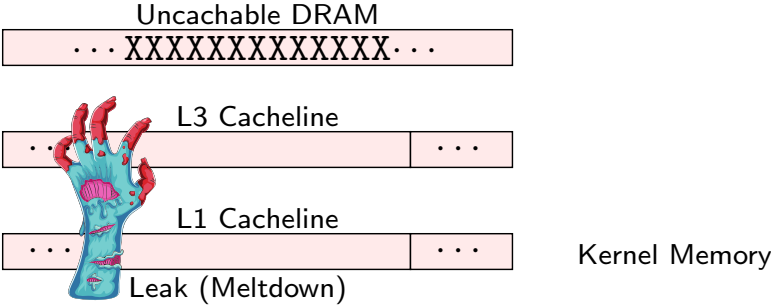 Uncachable DRAM
··· XXXXXXXXXXXXX···
L3 Cacheline
··· ···
L1 Cacheline
··· ··· Kernel Memory
Leak (Meltdown)